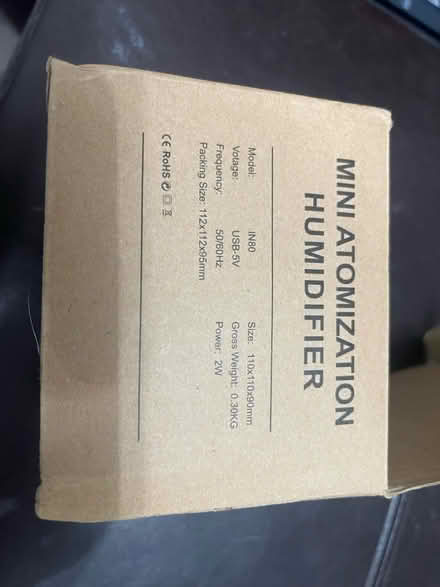 MINI ATOMIZATION
HUMIDIFIER
Model: IN80 Size: 110x110x90mm
Votage: USB-5V Gross Weight: 0.30KG
Frequency: 50/60Hz Power: 2W
Packing Size: 112x112x95mm
CE RoHS